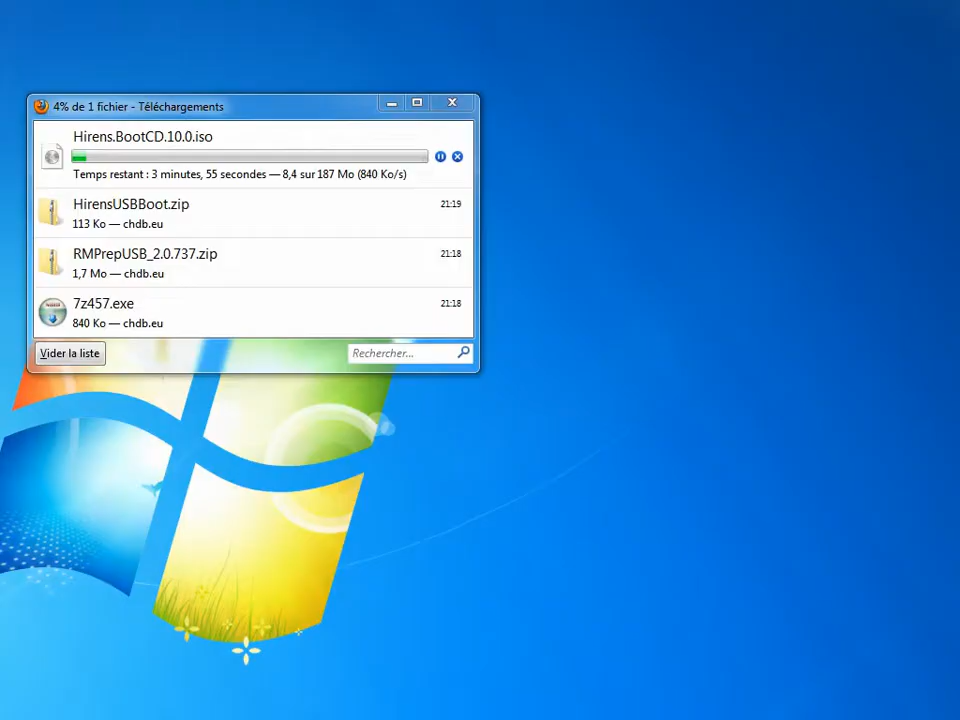 4% de 1 fichier - Téléchargements
Hirens.BootCD.10.0.iso
Temps restant : 3 minutes, 55 secondes — 8,4 sur 187 Mo (840 Ko/s)
HirensUSBBoot.zip 21:19
113 Ko — chdb.eu
RMPrepUSB_2.0.737.zip 21:18
1,7 Mo — chdb.eu
7z457.exe 21:18
840 Ko — chdb.eu
Vider la liste Rechercher...